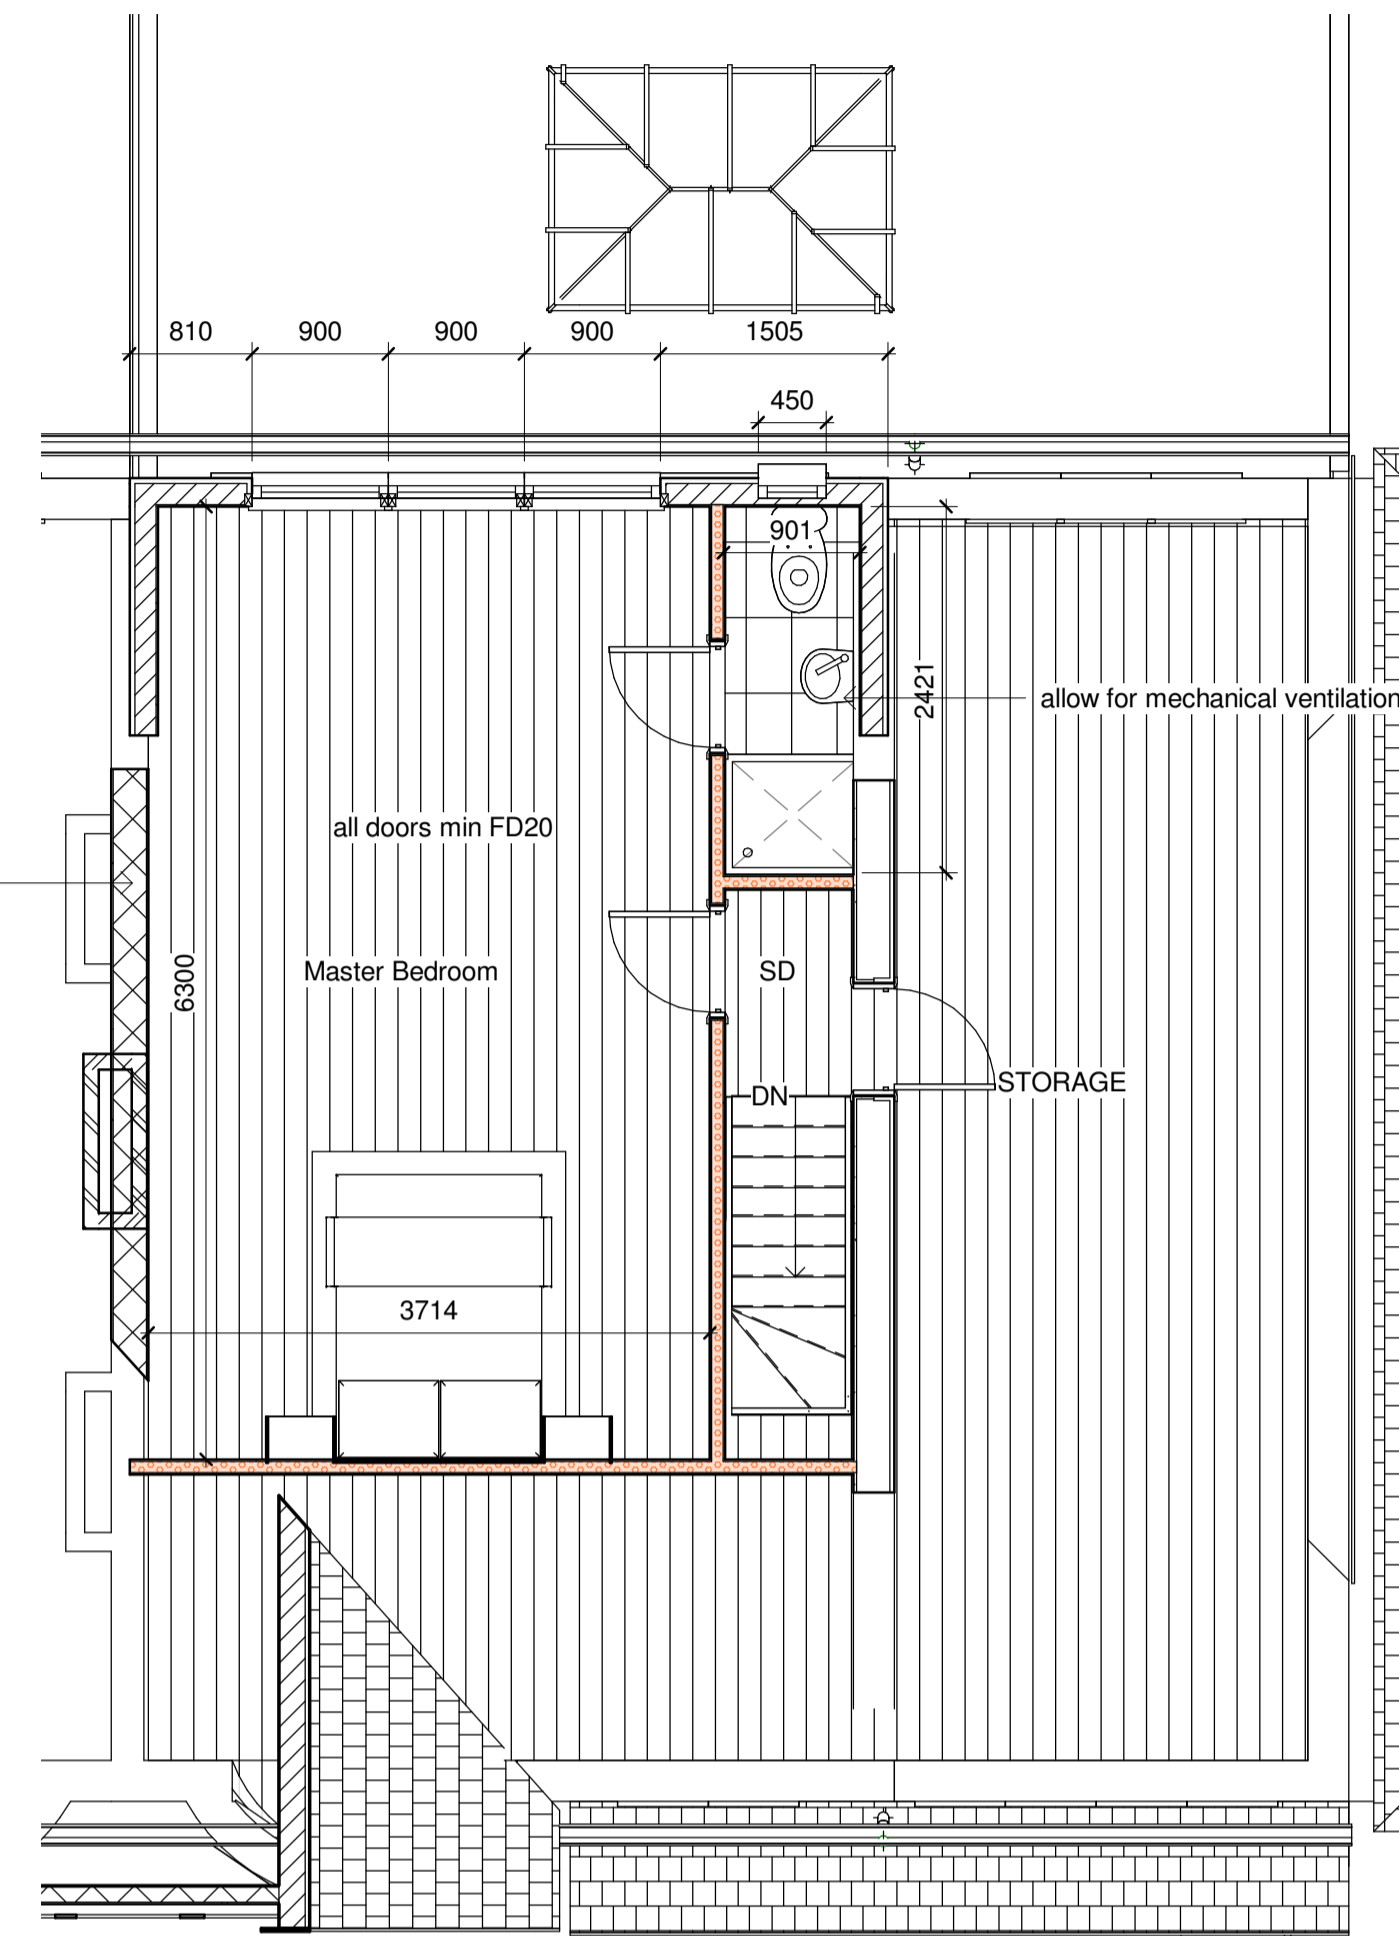 810 900 900 900 1505
450
901
2421
allow for mechanical ventilation
all doors min FD20
6300
Master Bedroom
SD
STORAGE
DN
3714